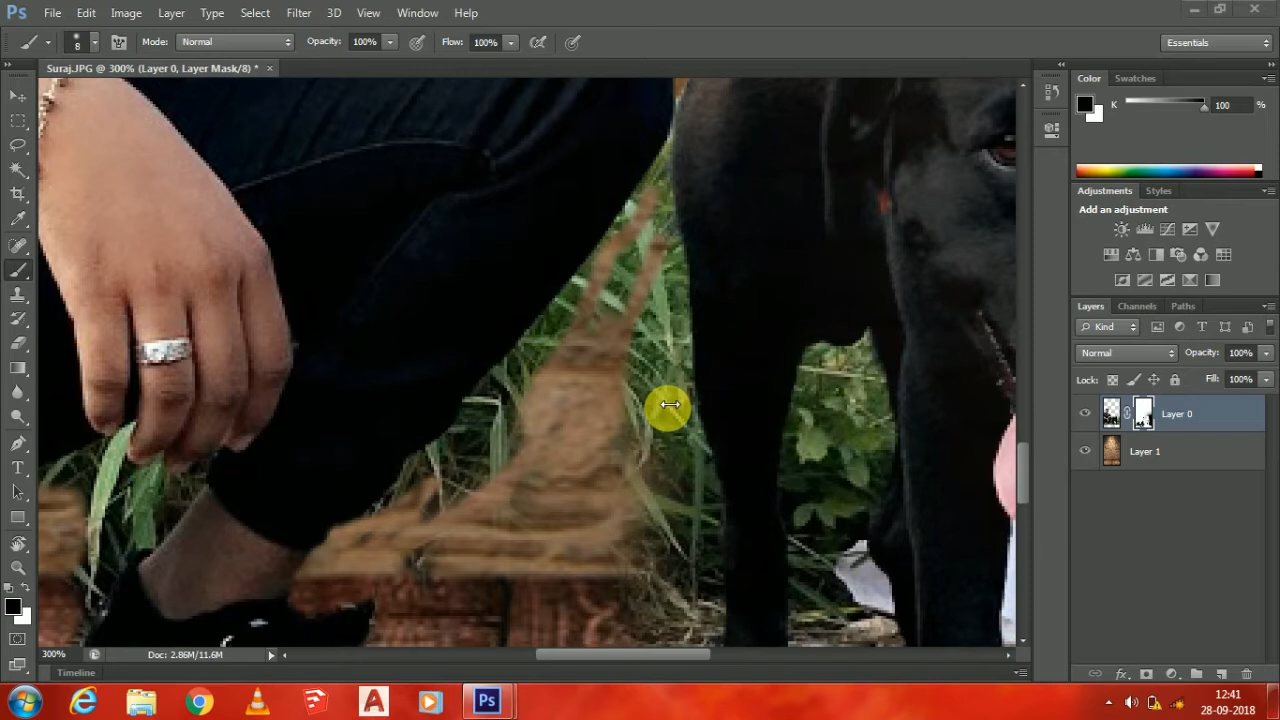 Ps File Edit Image Layer Type Select Filter 3D View Window Help
8 Mode: Normal Opacity: 100% Flow: 100% Essentials
Suraj.JPG @ 300% (Layer 0, Layer Mask/8) * ×
Color Swatches
K 100 %
Adjustments Styles
Add an adjustment
Layers Channels Paths
Kind
Normal Opacity: 100%
Lock: Fill: 100%
Layer 0
Layer 1
300% Doc: 2.86M/11.6M
Timeline
Ps
12:41
28-09-2018